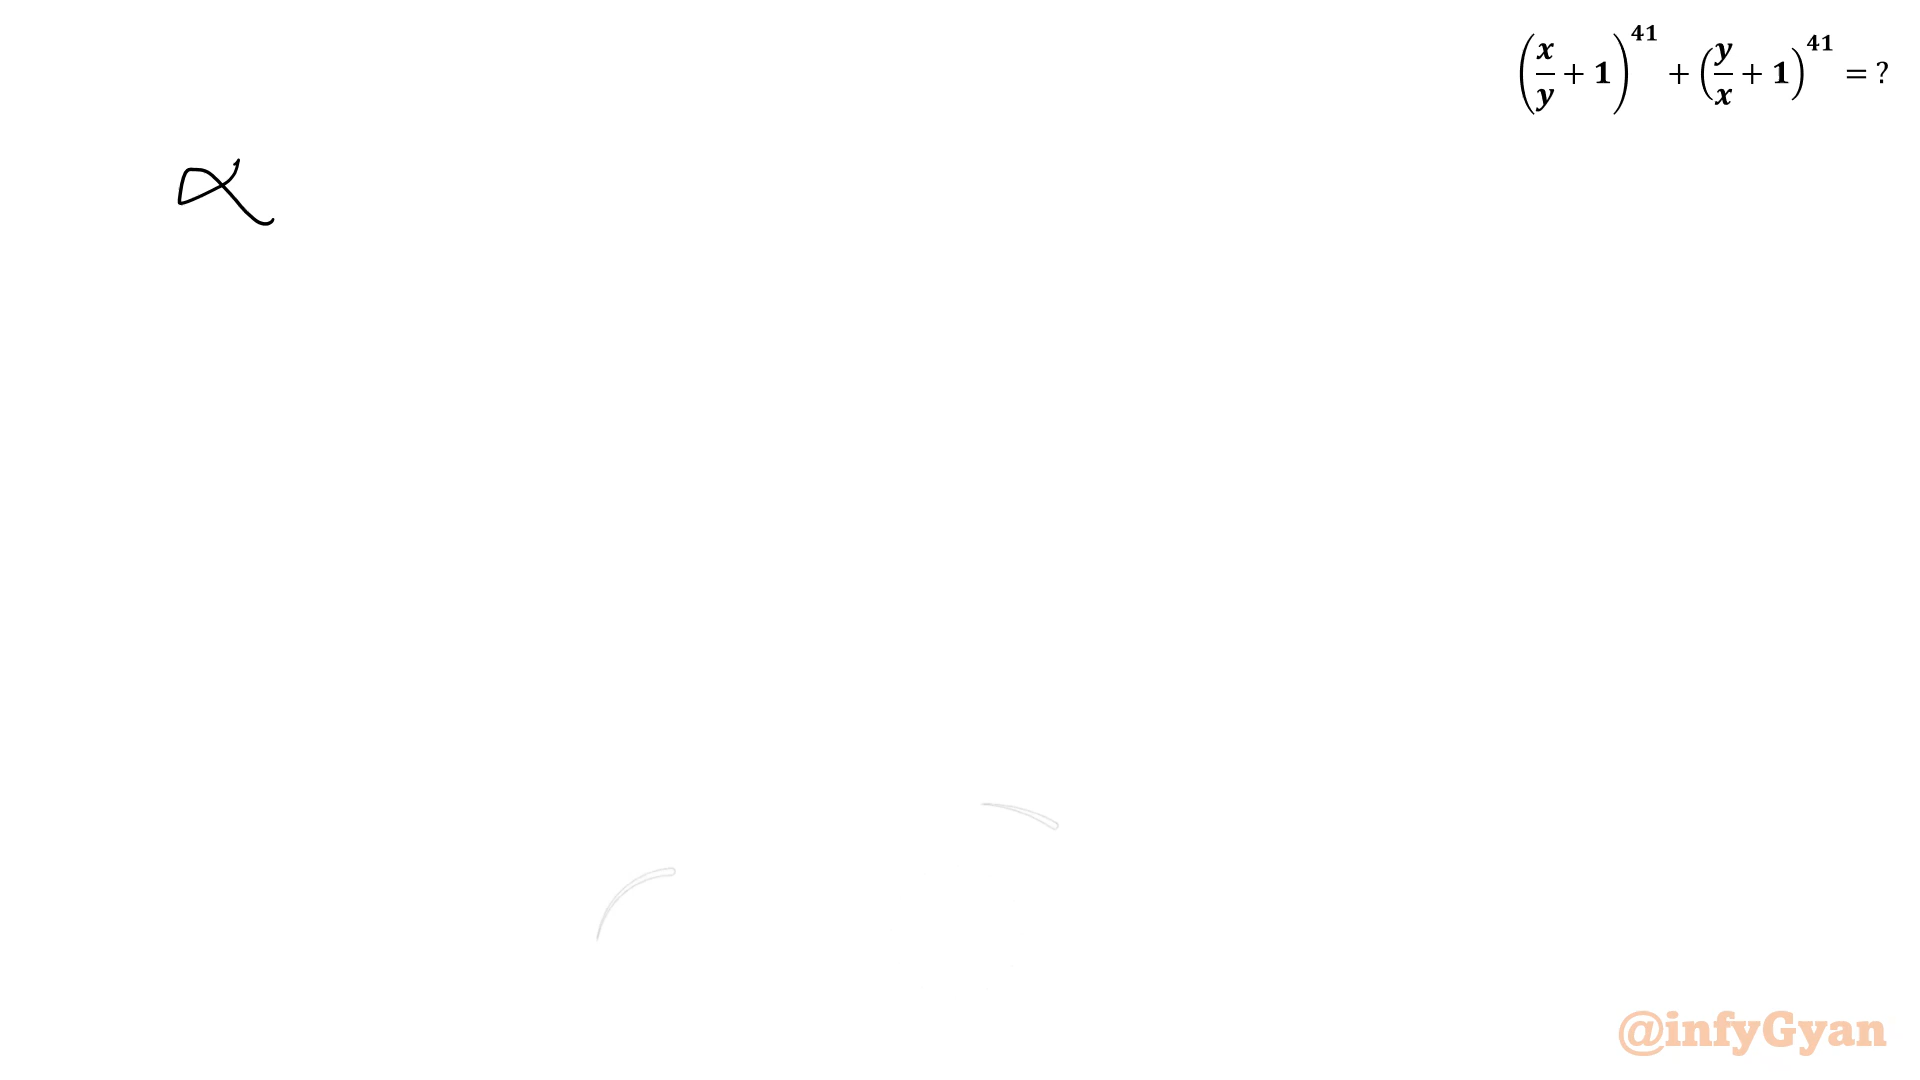 (x/y + 1)^41 + (y/x + 1)^41 = ?
α
@infyGyan